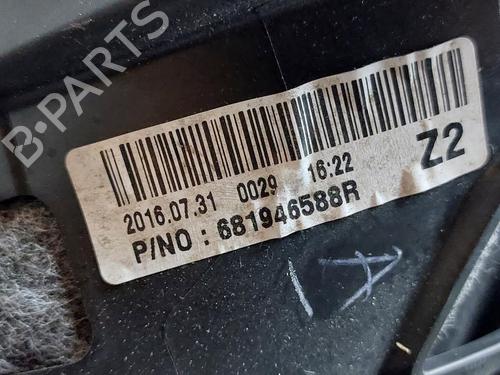 B-PARTS
Z2
2016.07.31 0029 16:22
P/NO : 681946588R